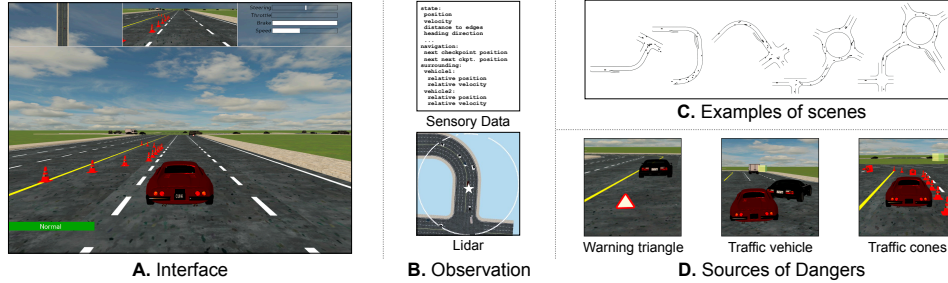 Steering
Throttle
Brake
Speed
Normal
A. Interface
state:
position
velocity
distance to edges
heading direction
...
navigation:
next checkpoint position
next next ckpt. position
surrounding:
vehicle1:
relative position
relative velocity
vehicle2:
relative position
relative velocity
Sensory Data
Lidar
B. Observation
C. Examples of scenes
Warning triangle
Traffic vehicle
Traffic cones
D. Sources of Dangers